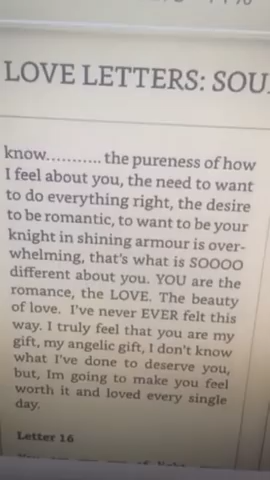 LOVE LETTERS: SOU
know........... the pureness of how
I feel about you, the need to want
to do everything right, the desire
to be romantic, to want to be your
knight in shining armour is over-
whelming, that's what is SOOOO
different about you. YOU are the
romance, the LOVE. The beauty
of love. I've never EVER felt this
way. I truly feel that you are my
gift, my angelic gift, I don't know
what I've done to deserve you,
but, Im going to make you feel
worth it and loved every single
day.
Letter 16